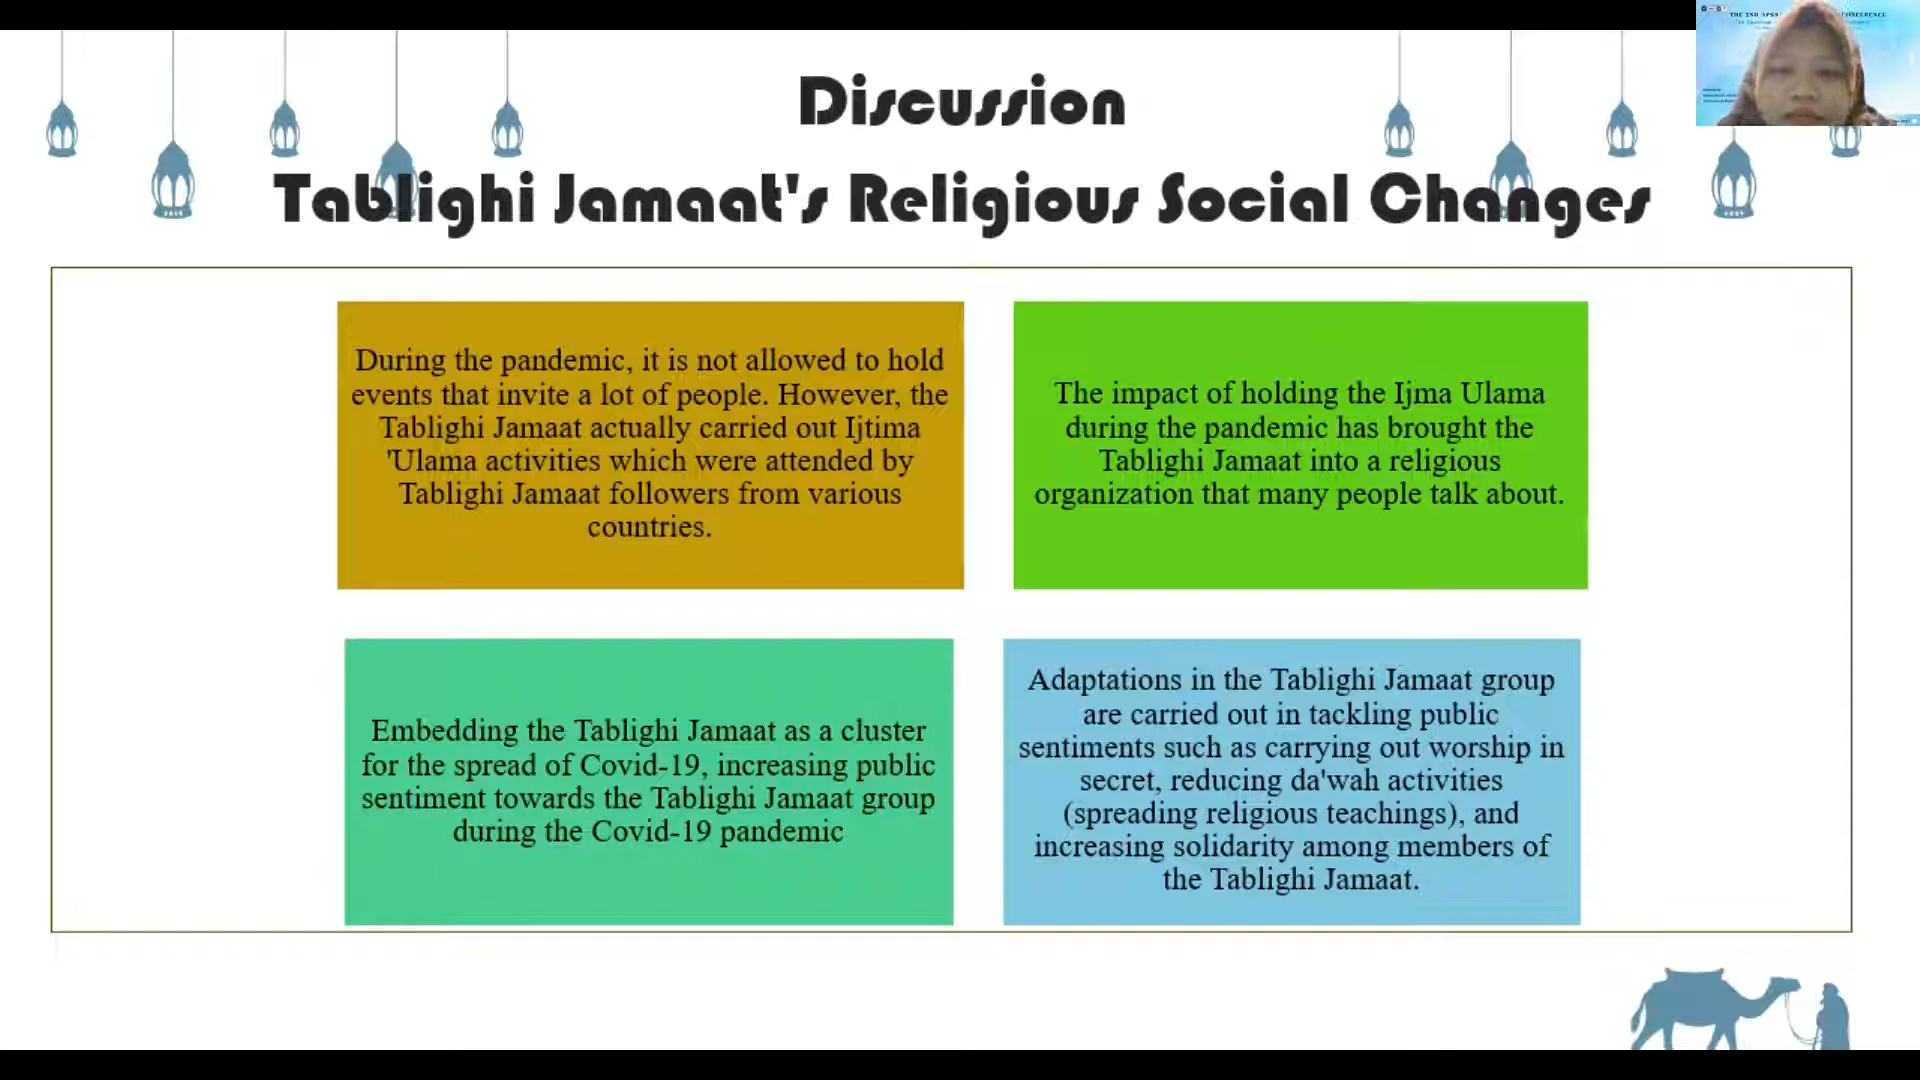 Discussion
Tablighi Jamaat's Religious Social Changes
During the pandemic, it is not allowed to hold
events that invite a lot of people. However, the
Tablighi Jamaat actually carried out Ijtima
'Ulama activities which were attended by
Tablighi Jamaat followers from various
countries.
The impact of holding the Ijma Ulama
during the pandemic has brought the
Tablighi Jamaat into a religious
organization that many people talk about.
Embedding the Tablighi Jamaat as a cluster
for the spread of Covid-19, increasing public
sentiment towards the Tablighi Jamaat group
during the Covid-19 pandemic
Adaptations in the Tablighi Jamaat group
are carried out in tackling public
sentiments such as carrying out worship in
secret, reducing da'wah activities
(spreading religious teachings), and
increasing solidarity among members of
the Tablighi Jamaat.
THE 2ND